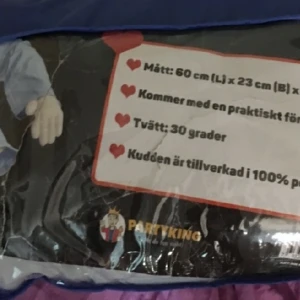 Mått: 60 cm (L) x 23 cm (B) x
Kommer med en praktiskt för
Tvätt: 30 grader
Kudden är tillverkad i 100% p
PARTYKING